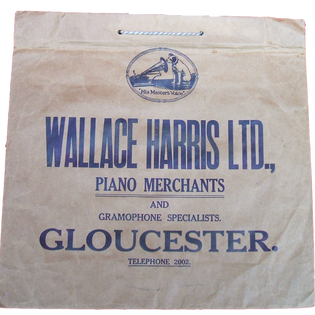 "His Master's Voice"
WALLACE HARRIS LTD.,
PIANO MERCHANTS
AND
GRAMOPHONE SPECIALISTS.
GLOUCESTER.
TELEPHONE 2002.